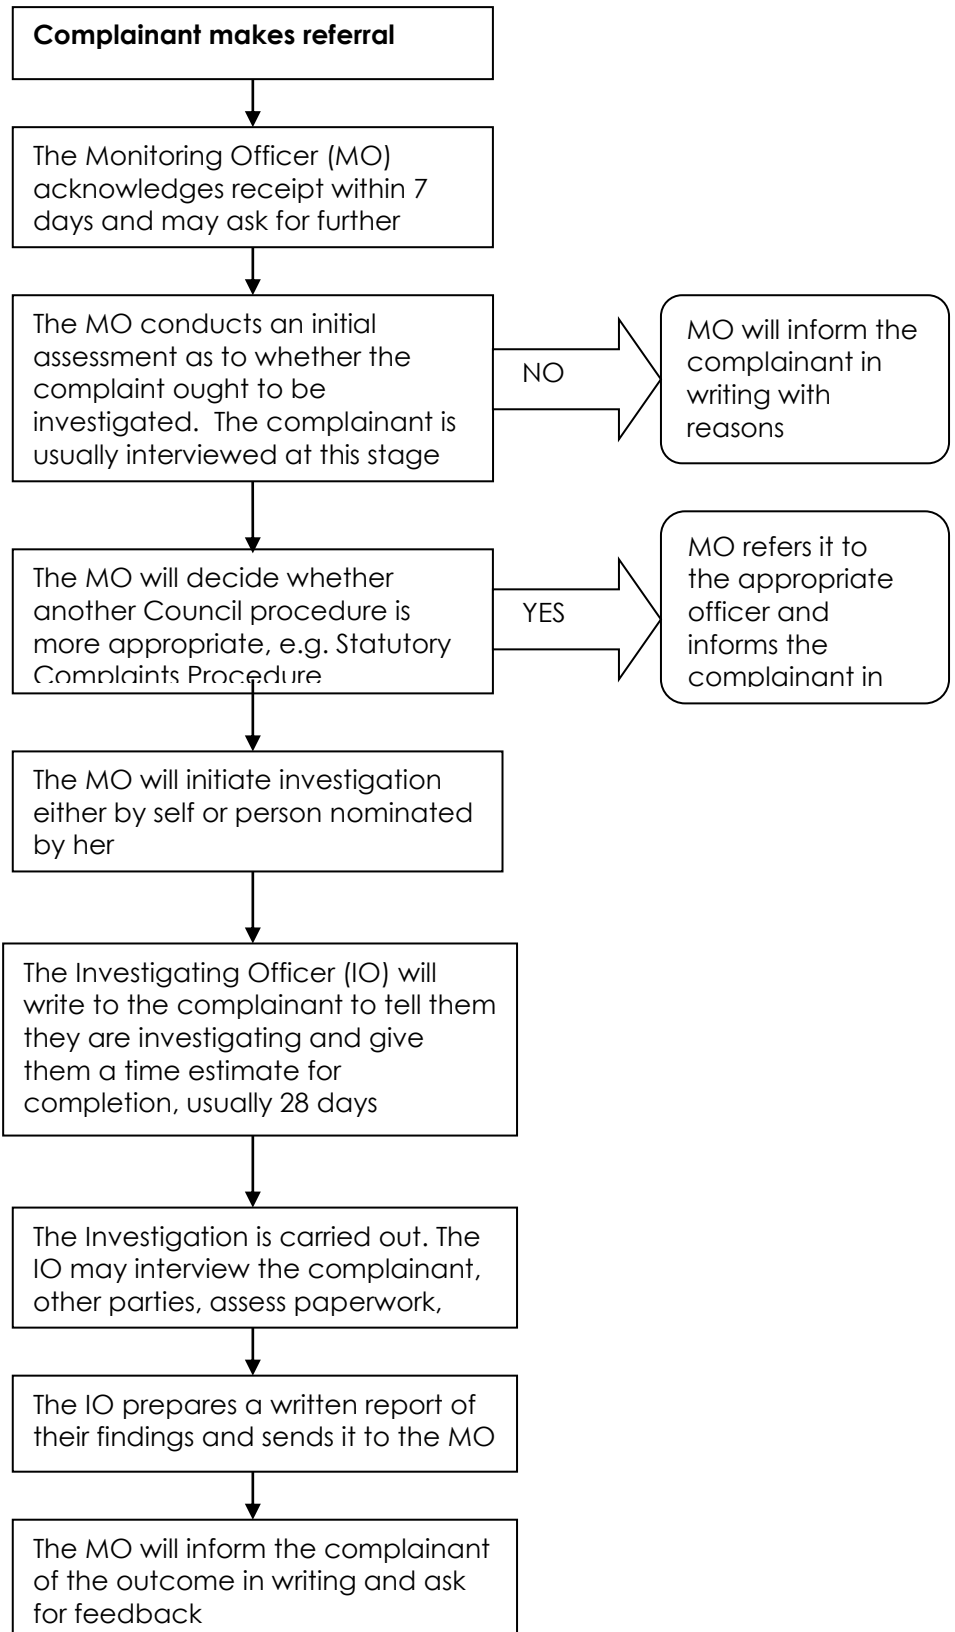 Complainant makes referral
The Monitoring Officer (MO)
acknowledges receipt within 7
days and may ask for further
The MO conducts an initial
assessment as to whether the
complaint ought to be
investigated.  The complainant is
usually interviewed at this stage
NO
MO will inform the
complainant in
writing with
reasons
The MO will decide whether
another Council procedure is
more appropriate, e.g. Statutory
Complaints Procedure
YES
MO refers it to
the appropriate
officer and
informs the
complainant in
The MO will initiate investigation
either by self or person nominated
by her
The Investigating Officer (IO) will
write to the complainant to tell them
they are investigating and give
them a time estimate for
completion, usually 28 days
The Investigation is carried out. The
IO may interview the complainant,
other parties, assess paperwork,
The IO prepares a written report of
their findings and sends it to the MO
The MO will inform the complainant
of the outcome in writing and ask
for feedback